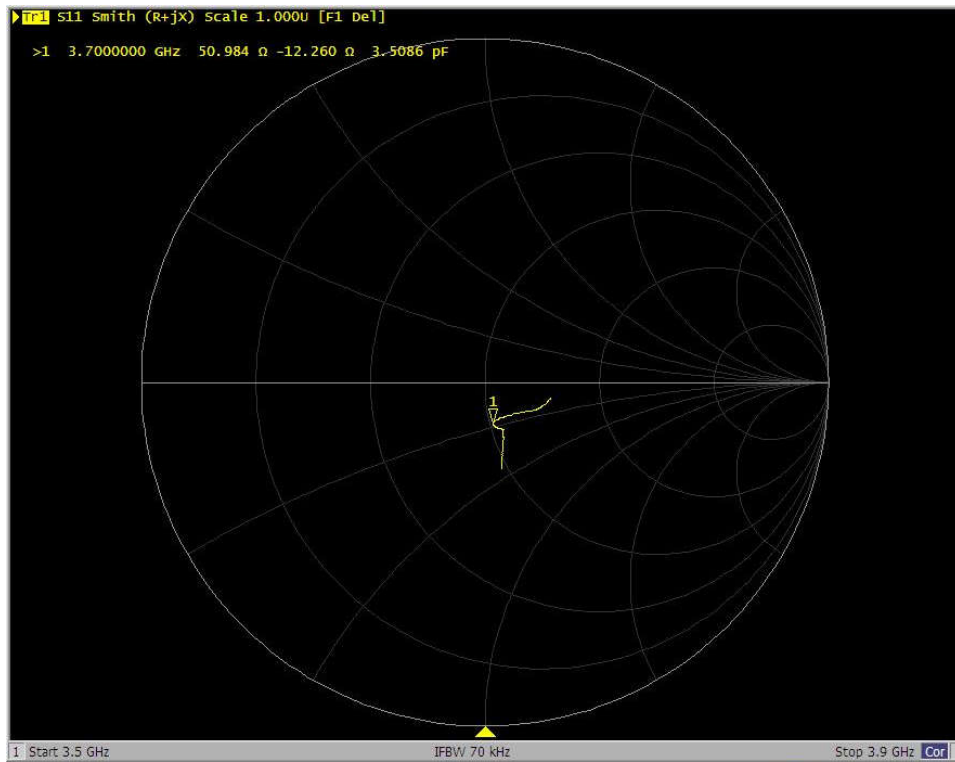 Tr1 S11 Smith (R+jX) Scale 1.000U [F1 Del]
>1 3.7000000 GHz 50.984 Ω -12.260 Ω 3.5086 pF
1
1 Start 3.5 GHz IFBW 70 kHz Stop 3.9 GHz Cor